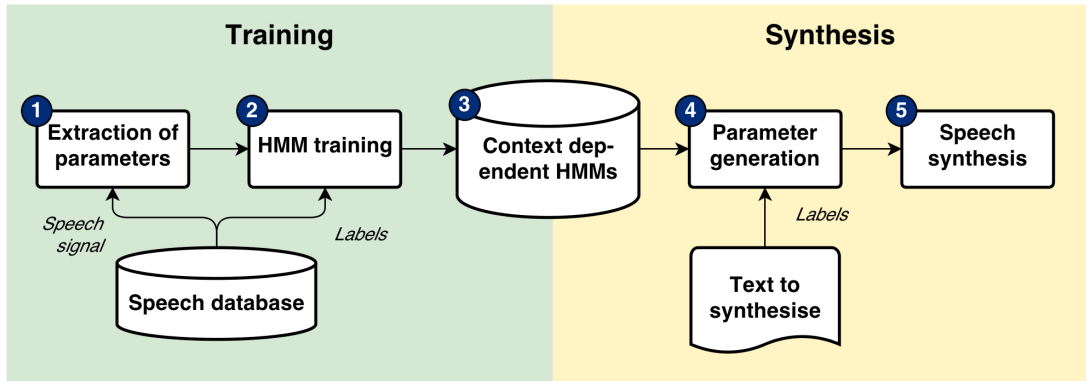 Training
Synthesis
1
Extraction of
parameters
2
HMM training
3
Context dep-
endent HMMs
4
Parameter
generation
5
Speech
synthesis
Speech
signal
Labels
Labels
Speech database
Text to
synthesise